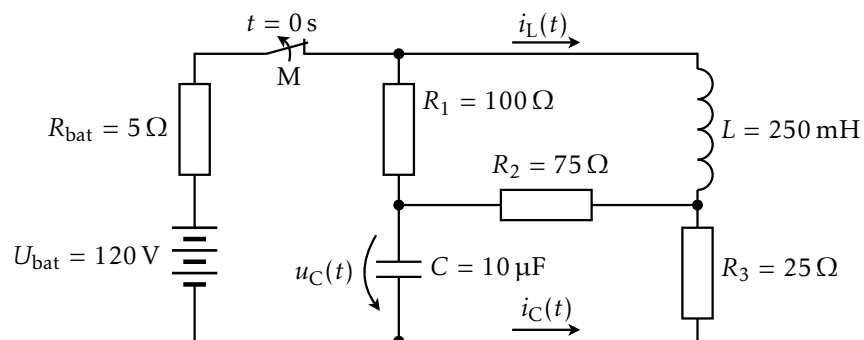 t = 0 s
M
i_L(t)
R_bat = 5 Ω
R_1 = 100 Ω
L = 250 mH
R_2 = 75 Ω
U_bat = 120 V
u_C(t)
C = 10 µF
R_3 = 25 Ω
i_C(t)